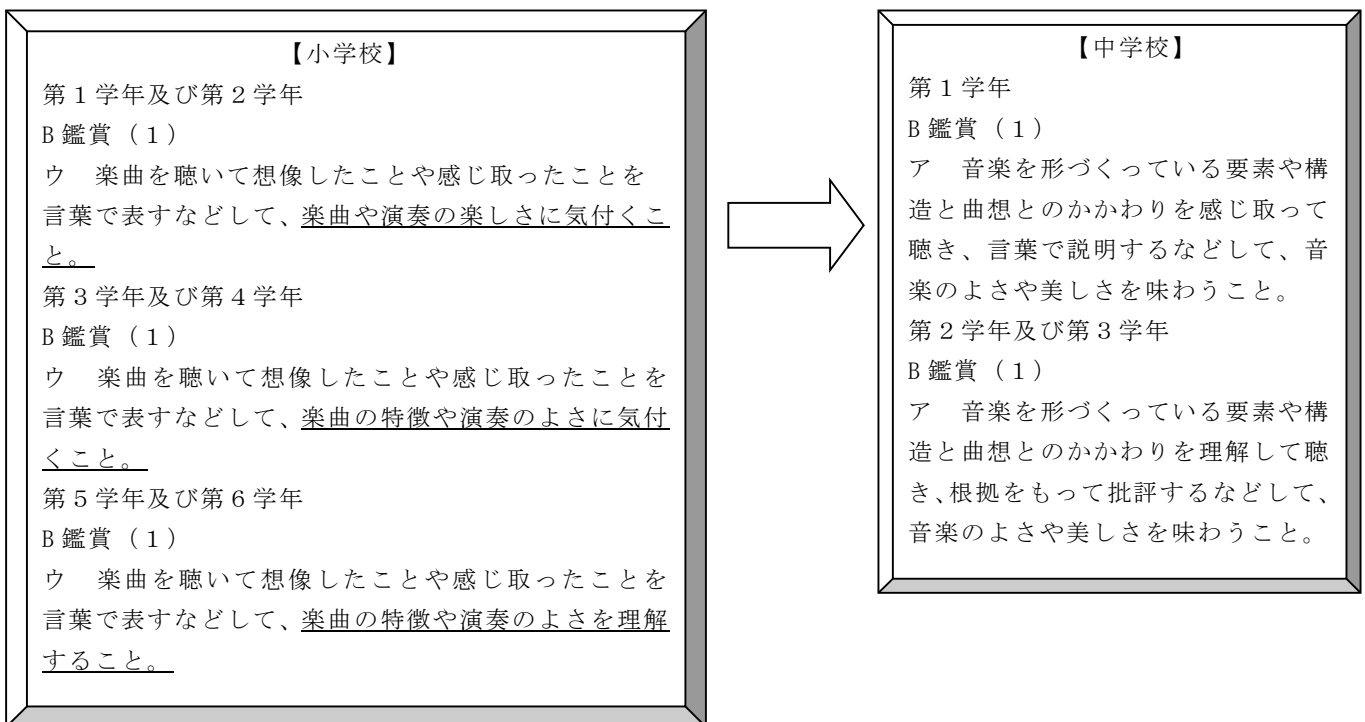 【小学校】
第1学年及び第2学年
B鑑賞（1）
ウ　楽曲を聴いて想像したことや感じ取ったことを
言葉で表すなどして、楽曲や演奏の楽しさに気付くこ
と。
第3学年及び第4学年
B鑑賞（1）
ウ　楽曲を聴いて想像したことや感じ取ったことを
言葉で表すなどして、楽曲の特徴や演奏のよさに気付
くこと。
第5学年及び第6学年
B鑑賞（1）
ウ　楽曲を聴いて想像したことや感じ取ったことを
言葉で表すなどして、楽曲の特徴や演奏のよさを理解
すること。
【中学校】
第1学年
B鑑賞（1）
ア　音楽を形づくっている要素や構
造と曲想とのかかわりを感じ取って
聴き、言葉で説明するなどして、音
楽のよさや美しさを味わうこと。
第2学年及び第3学年
B鑑賞（1）
ア　音楽を形づくっている要素や構
造と曲想とのかかわりを理解して聴
き、根拠をもって批評するなどして、
音楽のよさや美しさを味わうこと。